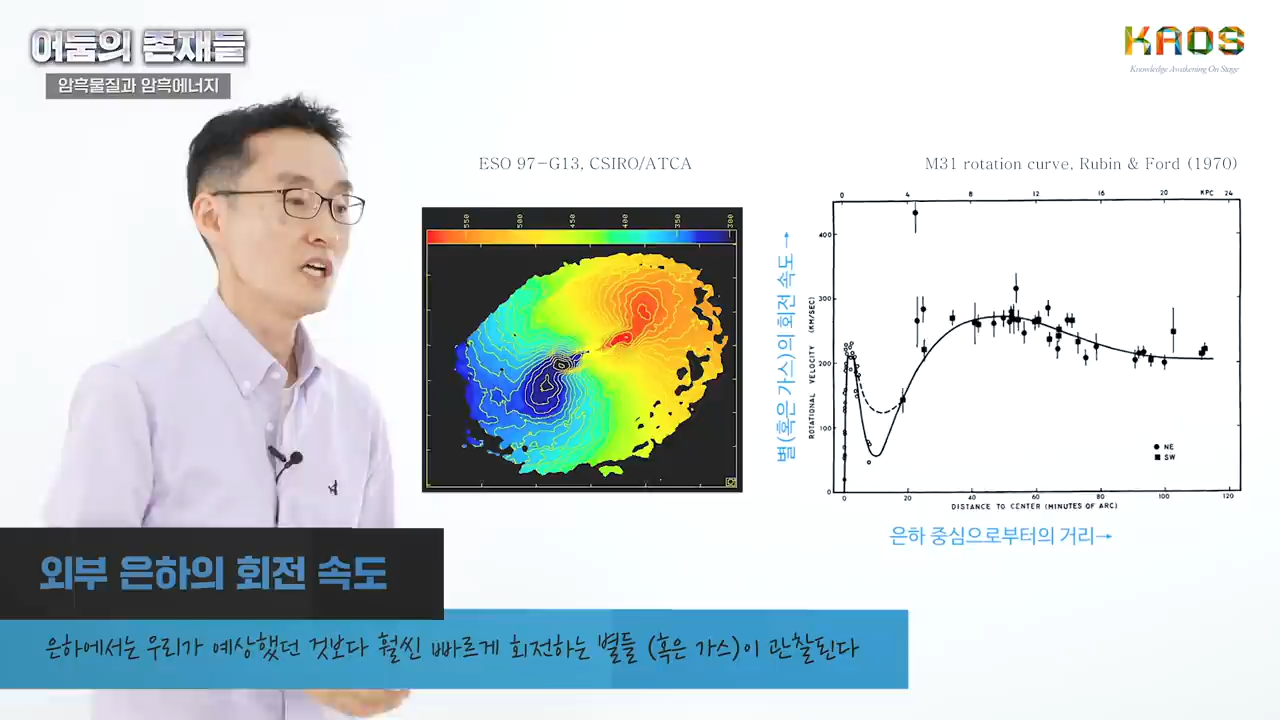 어둠의 존재들
암흑물질과 암흑에너지
KAOS
Knowledge Awakening On Stage
ESO 97-G13, CSIRO/ATCA
550 500 450 400 350 300
M31 rotation curve, Rubin & Ford (1970)
0 4 8 12 16 20 KPC 24
별(혹은 가스)의 회전 속도→
ROTATIONAL VELOCITY (KM/SEC)
400
300
200
100
0
NE
SW
0 20 40 60 80 100 120
DISTANCE TO CENTER (MINUTES OF ARC)
은하 중심으로부터의 거리→
외부 은하의 회전 속도
은하에서는 우리가 예상했던 것보다 훨씬 빠르게 회전하는 별들 (혹은 가스)이 관찰된다